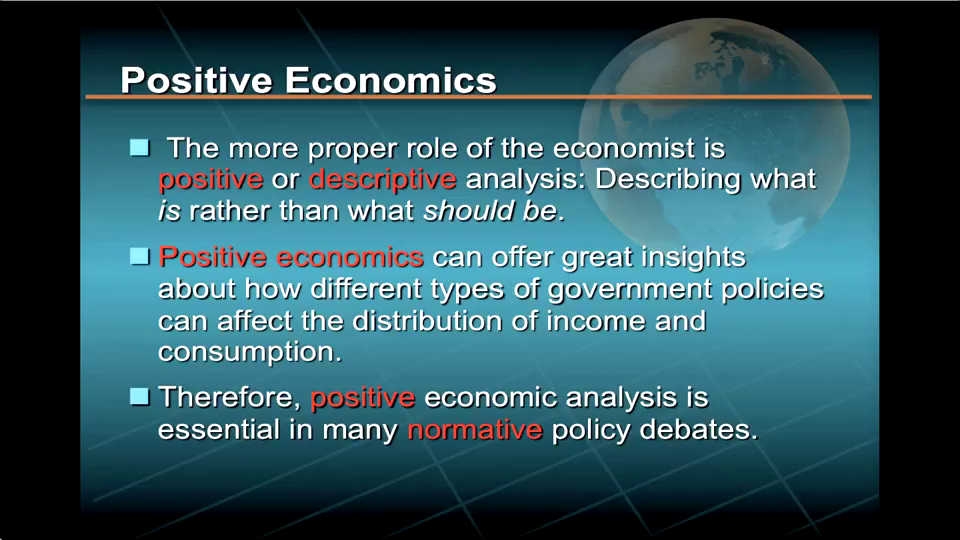 Positive Economics
The more proper role of the economist is
positive or descriptive analysis: Describing what
is rather than what should be.
Positive economics can offer great insights
about how different types of government policies
can affect the distribution of income and
consumption.
Therefore, positive economic analysis is
essential in many normative policy debates.